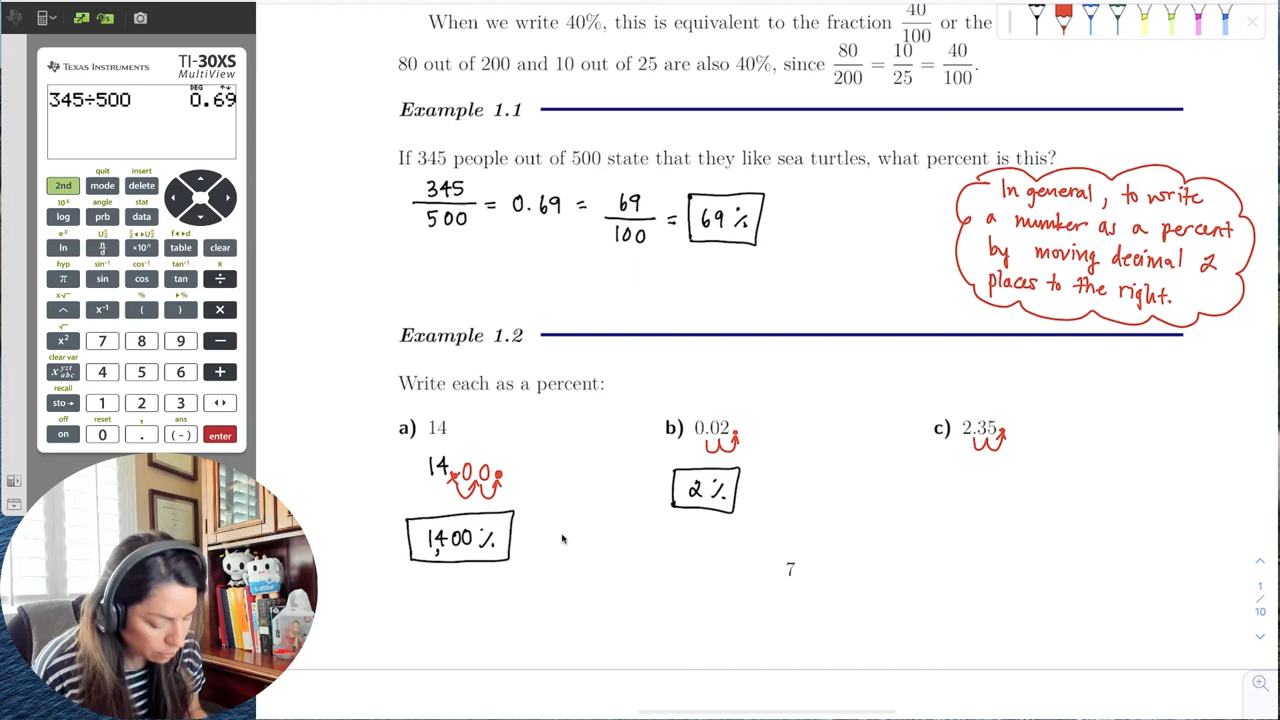 TEXAS INSTRUMENTS TI-30XS
MultiView
DEG
345÷500 0.69
quit insert
2nd mode delete
10ˣ angle stat
log prb data
eˣ
ln n/d ×10ⁿ table clear
hyp sin⁻¹ cos⁻¹ tan⁻¹ K
π sin cos tan ÷
% ▶%
^ x⁻¹ ( ) ×
x² 7 8 9 −
clear var
xʸᶻᵗₐᵦ꜀ 4 5 6 +
recall
sto→ 1 2 3
off reset , ans
on 0 . (-) enter
When we write 40%, this is equivalent to the fraction 40/100 or the
80 out of 200 and 10 out of 25 are also 40%, since 80/200 = 10/25 = 40/100.
Example 1.1
If 345 people out of 500 state that they like sea turtles, what percent is this?
345/500 = 0.69 = 69/100 = 69%
In general, to write
a number as a percent
by moving decimal 2
places to the right.
Example 1.2
Write each as a percent:
a) 14 b) 0.02 c) 2.35
14.00.
2%
1,400%
7
1
/
10